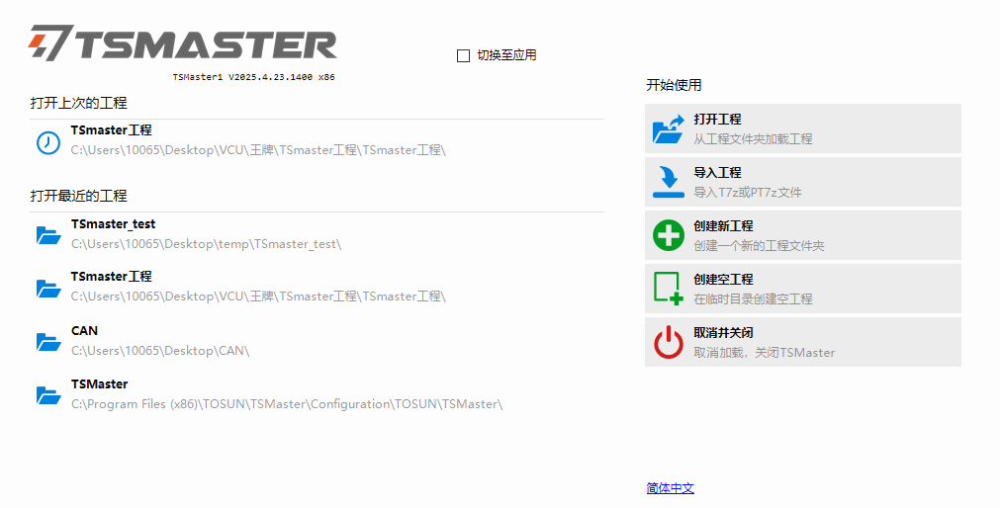 TSMASTER
TSMaster1 V2025.4.23.1400 x86
切换至应用
打开上次的工程
TSmaster工程
C:\Users\10065\Desktop\VCU\王牌\TSmaster工程\TSmaster工程\
打开最近的工程
TSmaster_test
C:\Users\10065\Desktop\temp\TSmaster_test\
TSmaster工程
C:\Users\10065\Desktop\VCU\王牌\TSmaster工程\TSmaster工程\
CAN
C:\Users\10065\Desktop\CAN\
TSMaster
C:\Program Files (x86)\TOSUN\TSMaster\Configuration\TOSUN\TSMaster\
开始使用
打开工程
从工程文件夹加载工程
导入工程
导入T7z或PT7z文件
创建新工程
创建一个新的工程文件夹
创建空工程
在临时目录创建空工程
取消并关闭
取消加载，关闭TSMaster
简体中文